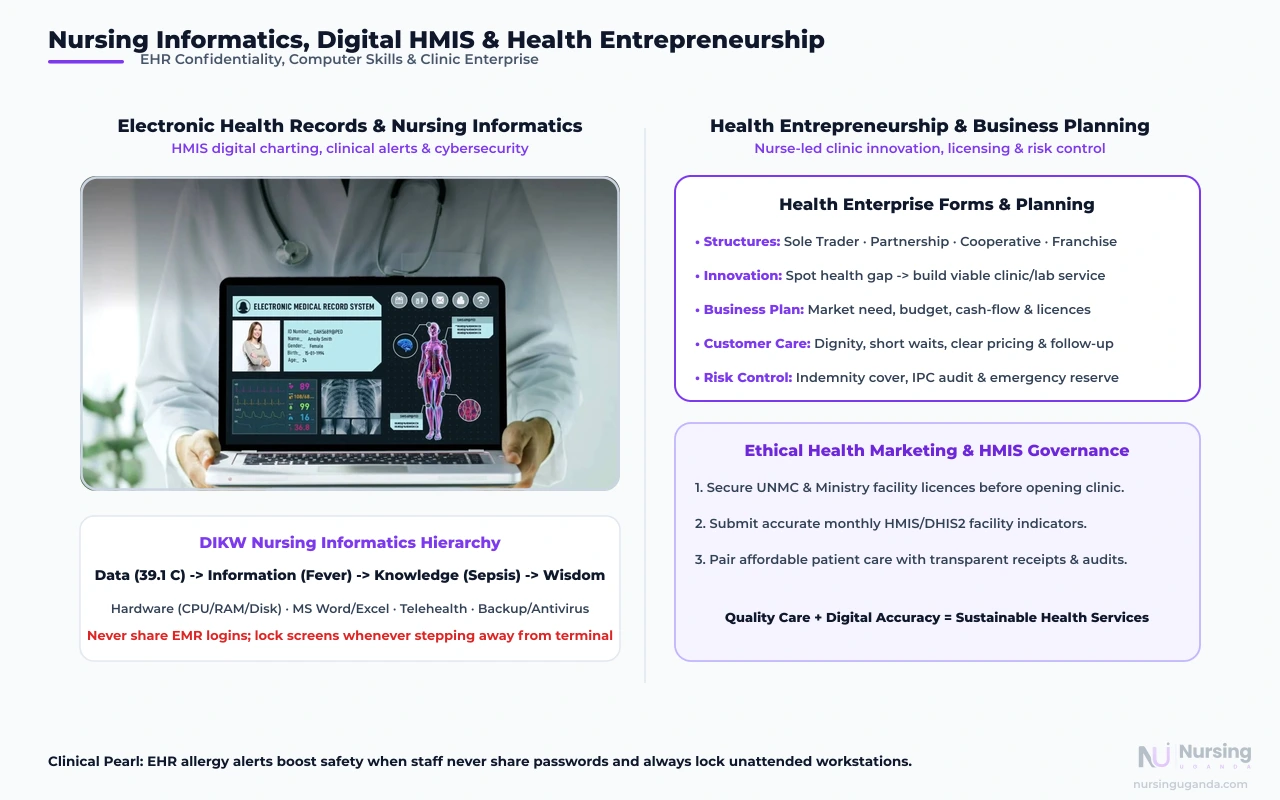 Nursing Informatics, Digital HMIS & Health Entrepreneurship
EHR Confidentiality, Computer Skills & Clinic Enterprise
Electronic Health Records & Nursing Informatics
HMIS digital charting, clinical alerts & cybersecurity
ELECTRONIC MEDICAL RECORD SYSTEM
Gender:_ Female
89
99
16
36.8
DIKW Nursing Informatics Hierarchy
Data (39.1 C) -> Information (Fever) -> Knowledge (Sepsis) -> Wisdom
Hardware (CPU/RAM/Disk) · MS Word/Excel · Telehealth · Backup/Antivirus
Never share EMR logins; lock screens whenever stepping away from terminal
Health Entrepreneurship & Business Planning
Nurse-led clinic innovation, licensing & risk control
Health Enterprise Forms & Planning
• Structures: Sole Trader · Partnership · Cooperative · Franchise
• Innovation: Spot health gap -> build viable clinic/lab service
• Business Plan: Market need, budget, cash-flow & licences
• Customer Care: Dignity, short waits, clear pricing & follow-up
• Risk Control: Indemnity cover, IPC audit & emergency reserve
Ethical Health Marketing & HMIS Governance
1. Secure UNMC & Ministry facility licences before opening clinic.
2. Submit accurate monthly HMIS/DHIS2 facility indicators.
3. Pair affordable patient care with transparent receipts & audits.
Quality Care + Digital Accuracy = Sustainable Health Services
Clinical Pearl: EHR allergy alerts boost safety when staff never share passwords and always lock unattended workstations.
Nursing
UGANDA
nursinguganda.com